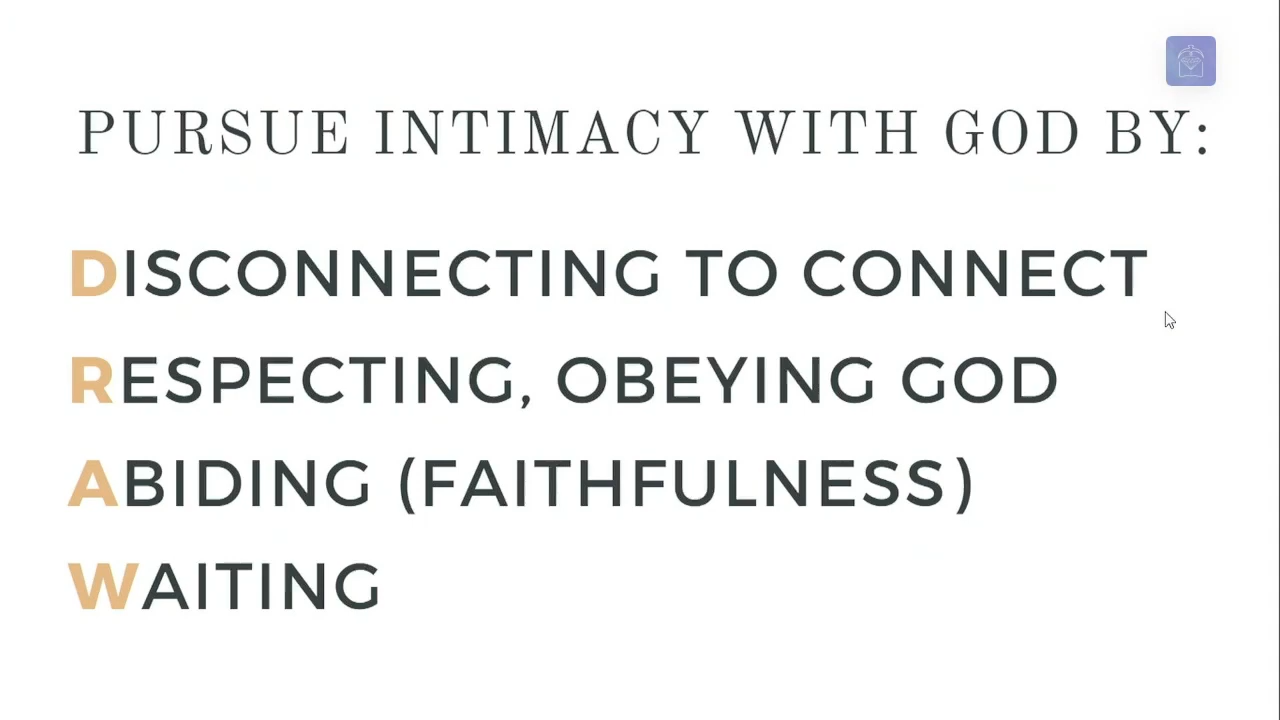 PURSUE INTIMACY WITH GOD BY:
DISCONNECTING TO CONNECT
RESPECTING, OBEYING GOD
ABIDING (FAITHFULNESS)
WAITING